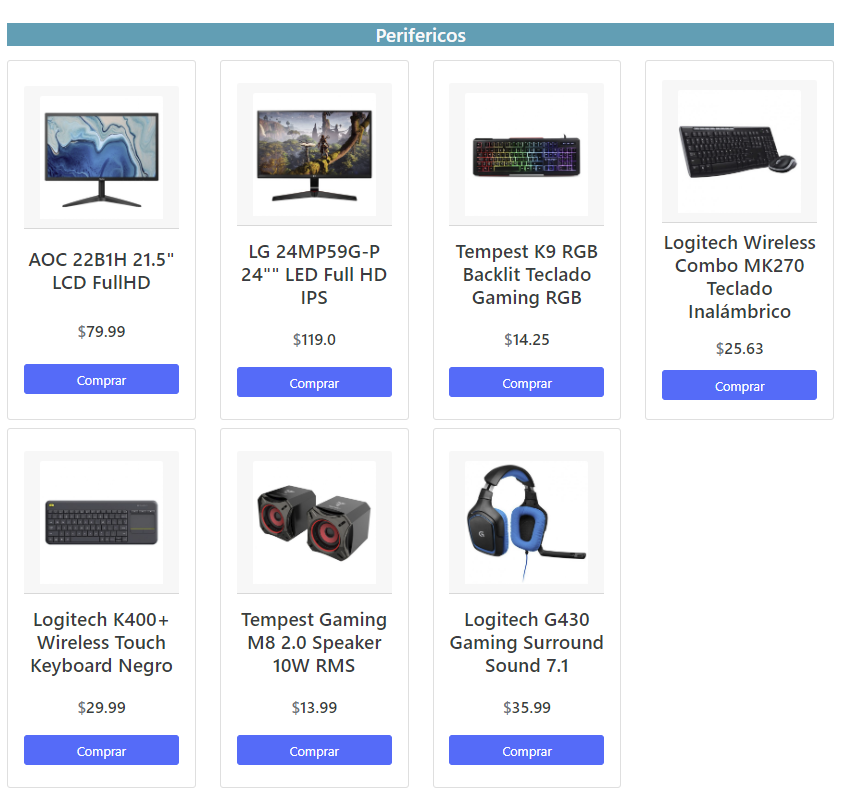 Perifericos
AOC 22B1H 21.5"
LCD FullHD
$79.99
Comprar
LG 24MP59G-P
24"" LED Full HD
IPS
$119.0
Comprar
Tempest K9 RGB
Backlit Teclado
Gaming RGB
$14.25
Comprar
Logitech Wireless
Combo MK270
Teclado
Inalámbrico
$25.63
Comprar
Logitech K400+
Wireless Touch
Keyboard Negro
$29.99
Comprar
Tempest Gaming
M8 2.0 Speaker
10W RMS
$13.99
Comprar
Logitech G430
Gaming Surround
Sound 7.1
$35.99
Comprar